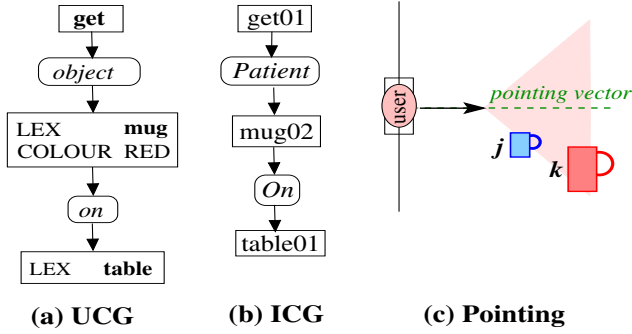 get
object
LEX mug
COLOUR RED
on
LEX table
(a) UCG
get01
Patient
mug02
On
table01
(b) ICG
user
pointing vector
j
k
(c) Pointing